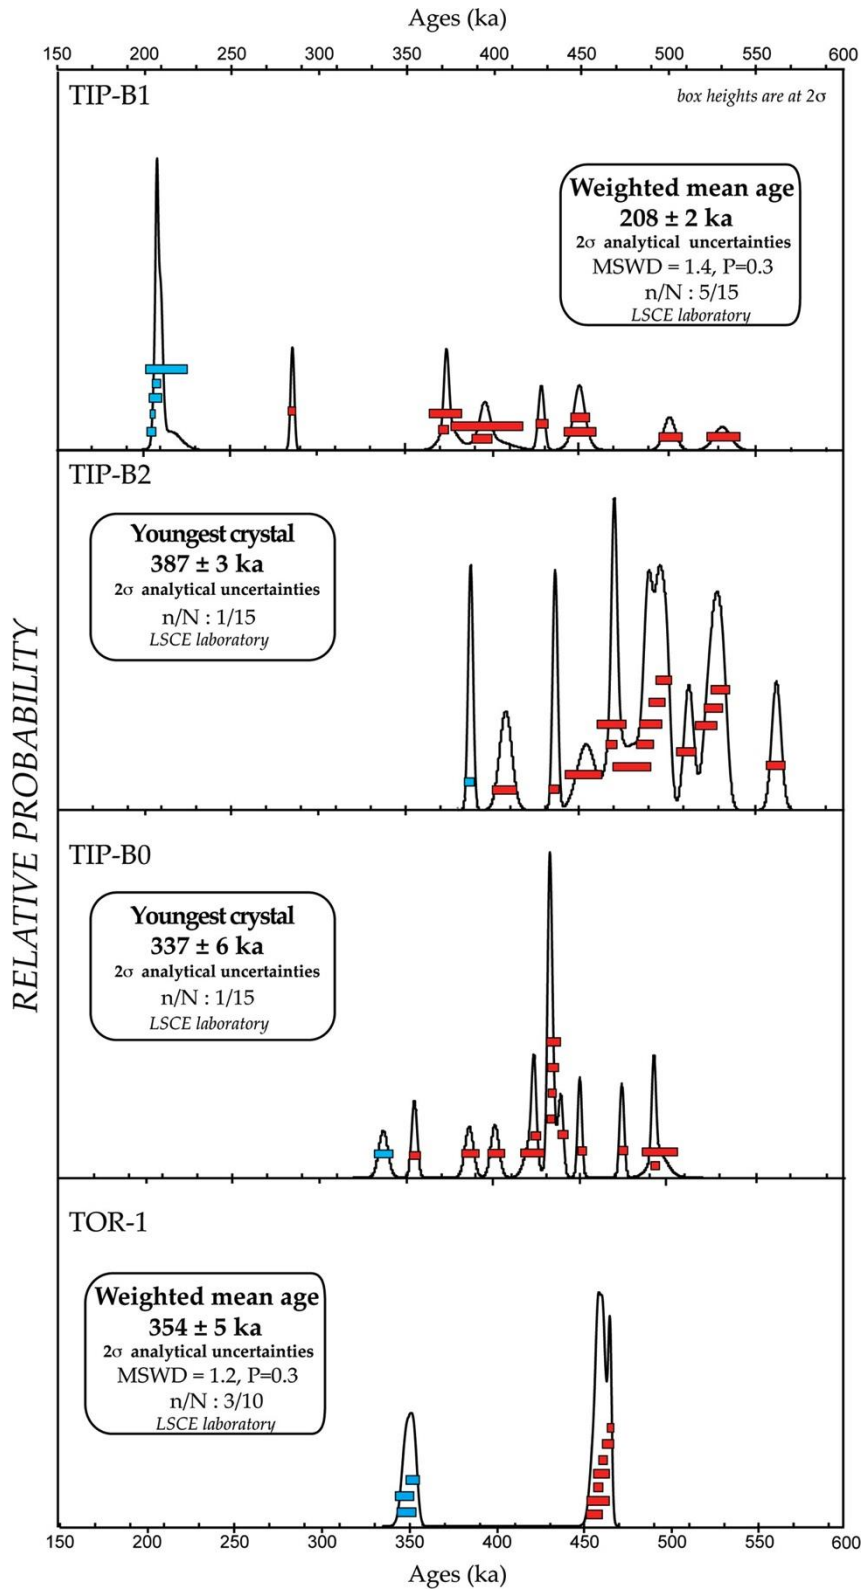 Ages (ka)
150 200 250 300 350 400 450 500 550 600
TIP-B1
box heights are at 2σ
Weighted mean age
208 ± 2 ka
2σ analytical uncertainties
MSWD = 1.4, P=0.3
n/N : 5/15
LSCE laboratory
TIP-B2
Youngest crystal
387 ± 3 ka
2σ analytical uncertainties
n/N : 1/15
LSCE laboratory
RELATIVE PROBABILITY
TIP-B0
Youngest crystal
337 ± 6 ka
2σ analytical uncertainties
n/N : 1/15
LSCE laboratory
TOR-1
Weighted mean age
354 ± 5 ka
2σ analytical uncertainties
MSWD = 1.2, P=0.3
n/N : 3/10
LSCE laboratory
150 200 250 300 350 400 450 500 550 600
Ages (ka)